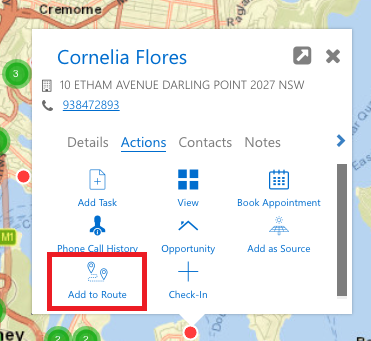 Cremorne
Cornelia Flores
10 ETHAM AVENUE DARLING POINT 2027 NSW
938472893
Details Actions Contacts Notes
Add Task View Book Appointment
Phone Call History Opportunity Add as Source
Add to Route Check-In
3
M1
ney
2 2